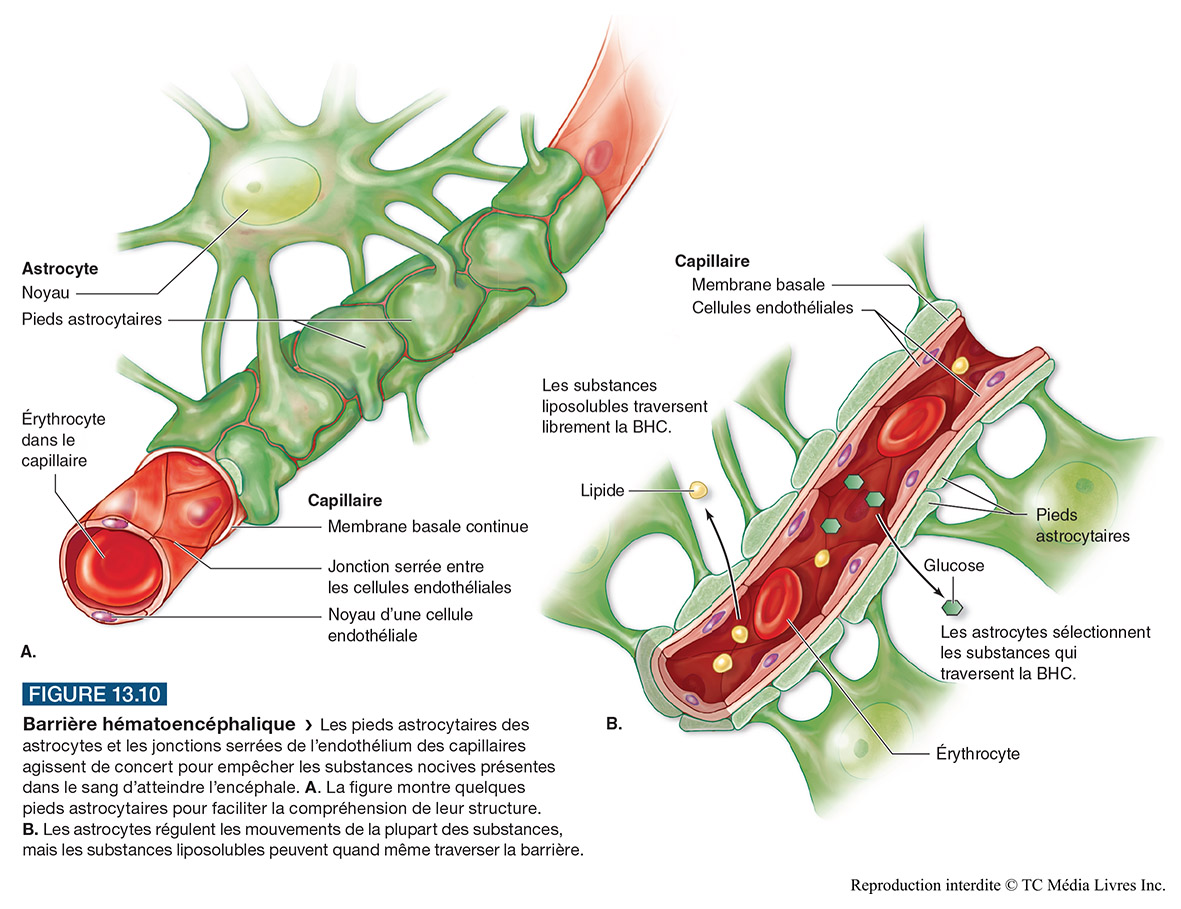 Astrocyte
Noyau
Pieds astrocytaires
Érythrocyte
dans le
capillaire
Capillaire
Membrane basale continue
Jonction serrée entre
les cellules endothéliales
Noyau d’une cellule
endothéliale
A.
Capillaire
Membrane basale
Cellules endothéliales
Les substances
liposolubles traversent
librement la BHC.
Lipide
Pieds
astrocytaires
Glucose
Les astrocytes sélectionnent
les substances qui
traversent la BHC.
Érythrocyte
B.
FIGURE 13.10
Barrière hématoencéphalique › Les pieds astrocytaires des
astrocytes et les jonctions serrées de l’endothélium des capillaires
agissent de concert pour empêcher les substances nocives présentes
dans le sang d’atteindre l’encéphale. A. La figure montre quelques
pieds astrocytaires pour faciliter la compréhension de leur structure.
B. Les astrocytes régulent les mouvements de la plupart des substances,
mais les substances liposolubles peuvent quand même traverser la barrière.
Reproduction interdite © TC Média Livres Inc.